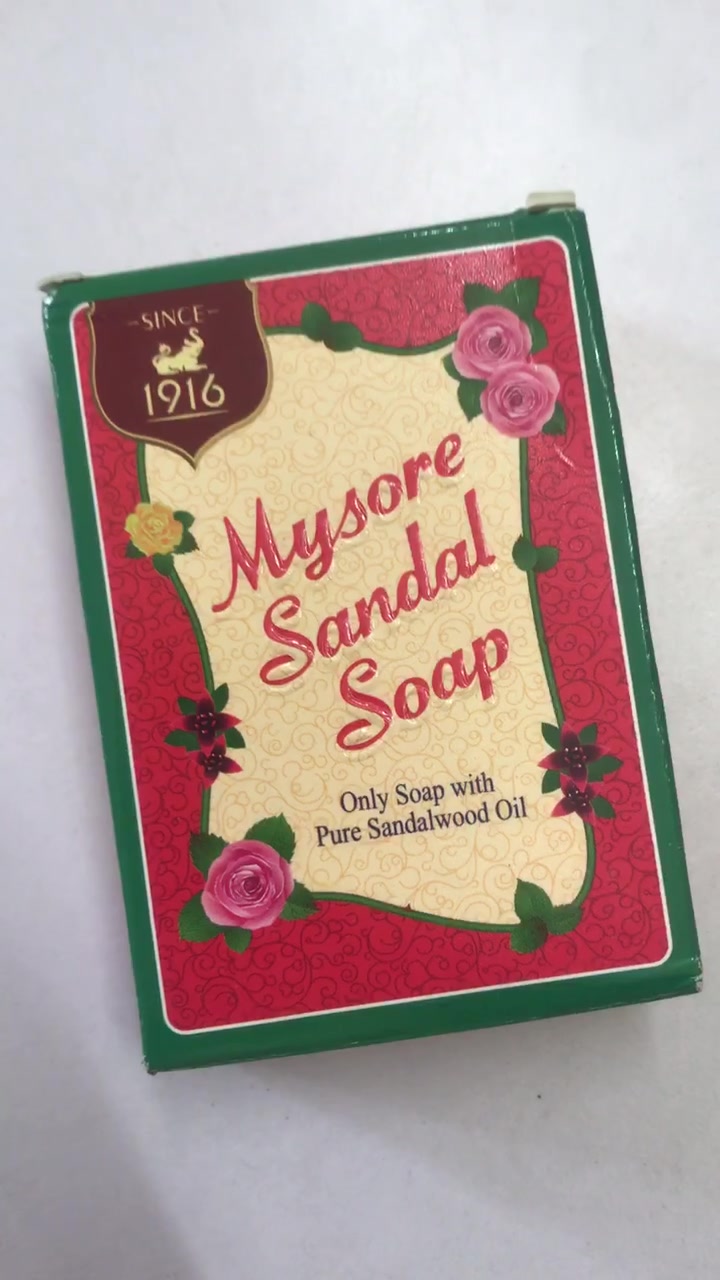 -SINCE-
1916
Mysore
Sandal
Soap
Only Soap with
Pure Sandalwood Oil